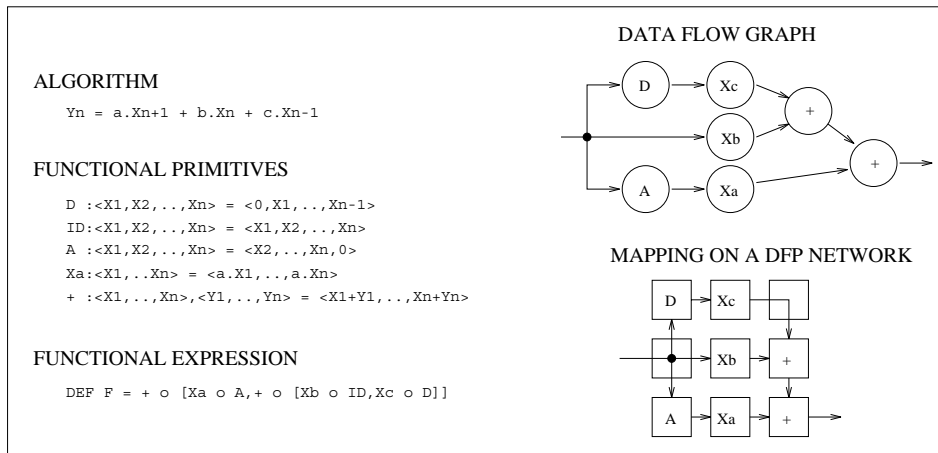 ALGORITHM
Yn = a.Xn+1 + b.Xn + c.Xn-1
FUNCTIONAL PRIMITIVES
D :<X1,X2,..,Xn> = <0,X1,..,Xn-1>
ID:<X1,X2,..,Xn> = <X1,X2,..,Xn>
A :<X1,X2,..,Xn> = <X2,..,Xn,0>
Xa:<X1,..Xn> = <a.X1,..,a.Xn>
+ :<X1,..,Xn>,<Y1,..,Yn> = <X1+Y1,..,Xn+Yn>
FUNCTIONAL EXPRESSION
DEF F = + o [Xa o A,+ o [Xb o ID,Xc o D]]
DATA FLOW GRAPH
D Xc
+
Xb
+
A Xa
MAPPING ON A DFP NETWORK
D Xc
Xb +
A Xa +